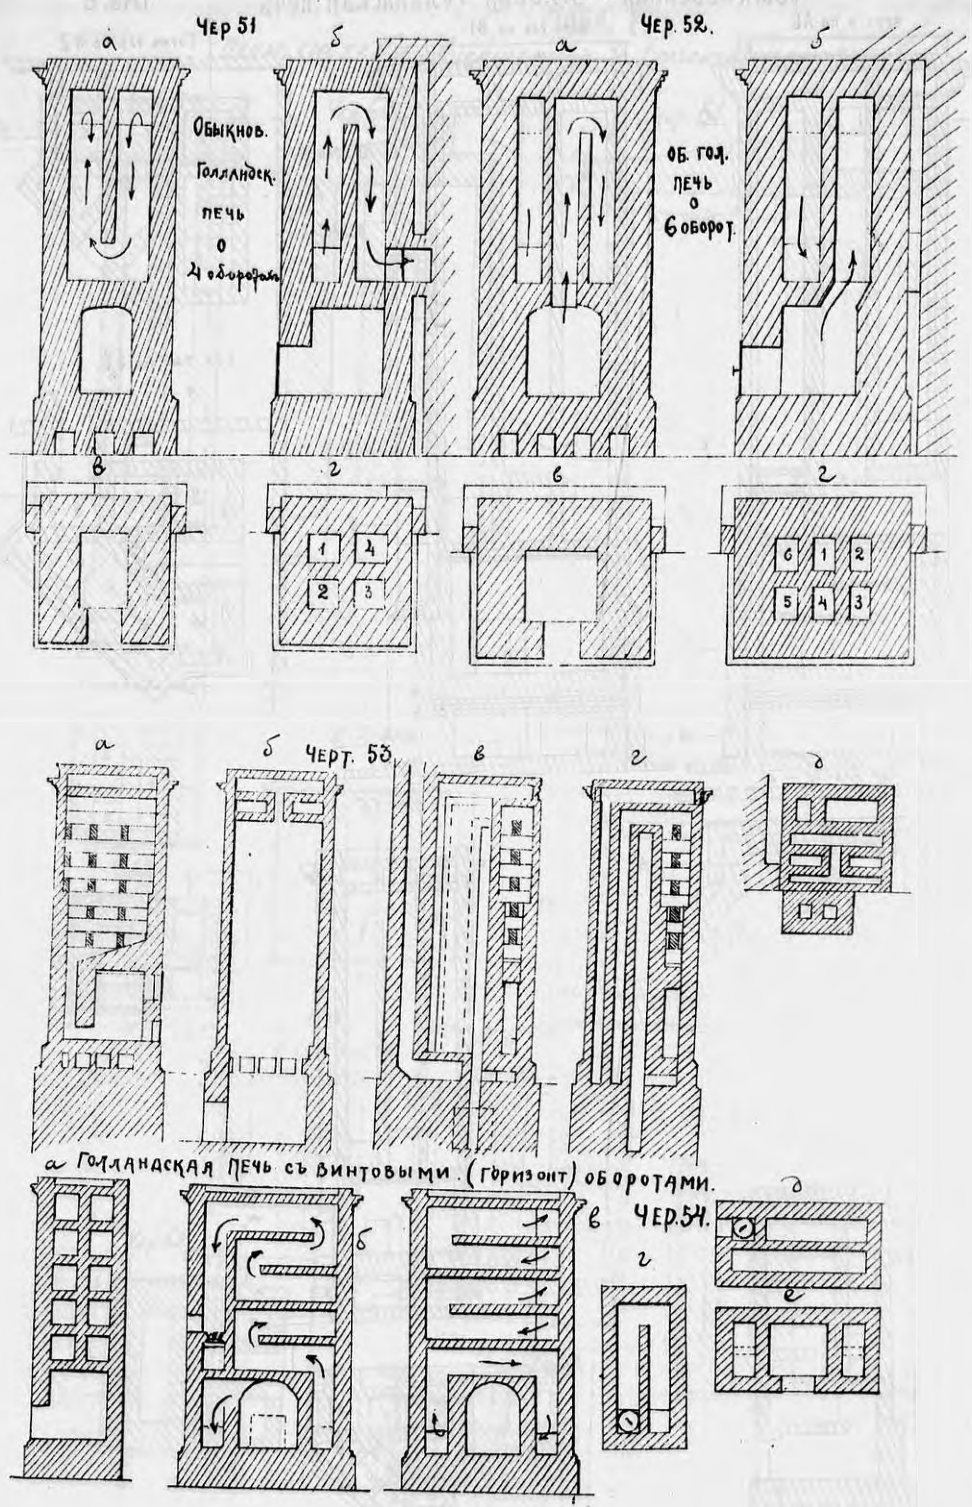 ЧЕР 51
ЧЕР. 52.
а
б
а
б
Обыкнов.
Голландск.
печь
о
4 оборотах
Об. гол.
печь
о
6 оборот.
в
г
в
г
1 4
2 3
6 1 2
5 4 3
а
б
ЧЕРТ. 53
в
г
д
а Голландская печь съ винтовыми. (горизонт) оборотами.
б
в
ЧЕР. 54.
г
д
е